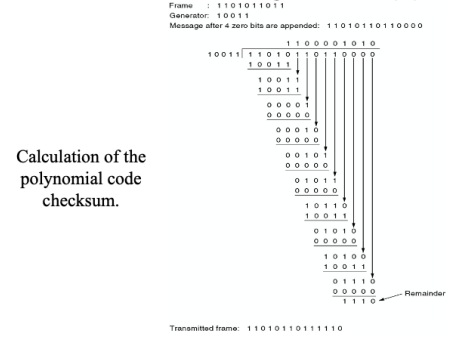 Frame : 1 1 0 1 0 1 1 0 1 1
Generator: 1 0 0 1 1
Message after 4 zero bits are appended: 1 1 0 1 0 1 1 0 1 1 0 0 0 0
1 1 0 0 0 0 1 0 1 0
1 0 0 1 1 1 1 0 1 0 1 1 0 1 1 0 0 0 0
1 0 0 1 1
1 0 0 1 1
1 0 0 1 1
0 0 0 0 1
0 0 0 0 0
0 0 0 1 0
0 0 0 0 0
0 0 1 0 1
0 0 0 0 0
0 1 0 1 1
0 0 0 0 0
1 0 1 1 0
1 0 0 1 1
0 1 0 1 0
0 0 0 0 0
1 0 1 0 0
1 0 0 1 1
0 1 1 1 0
0 0 0 0 0
1 1 1 0
Remainder
Transmitted frame: 1 1 0 1 0 1 1 0 1 1 1 1 1 0
Calculation of the
polynomial code
checksum.